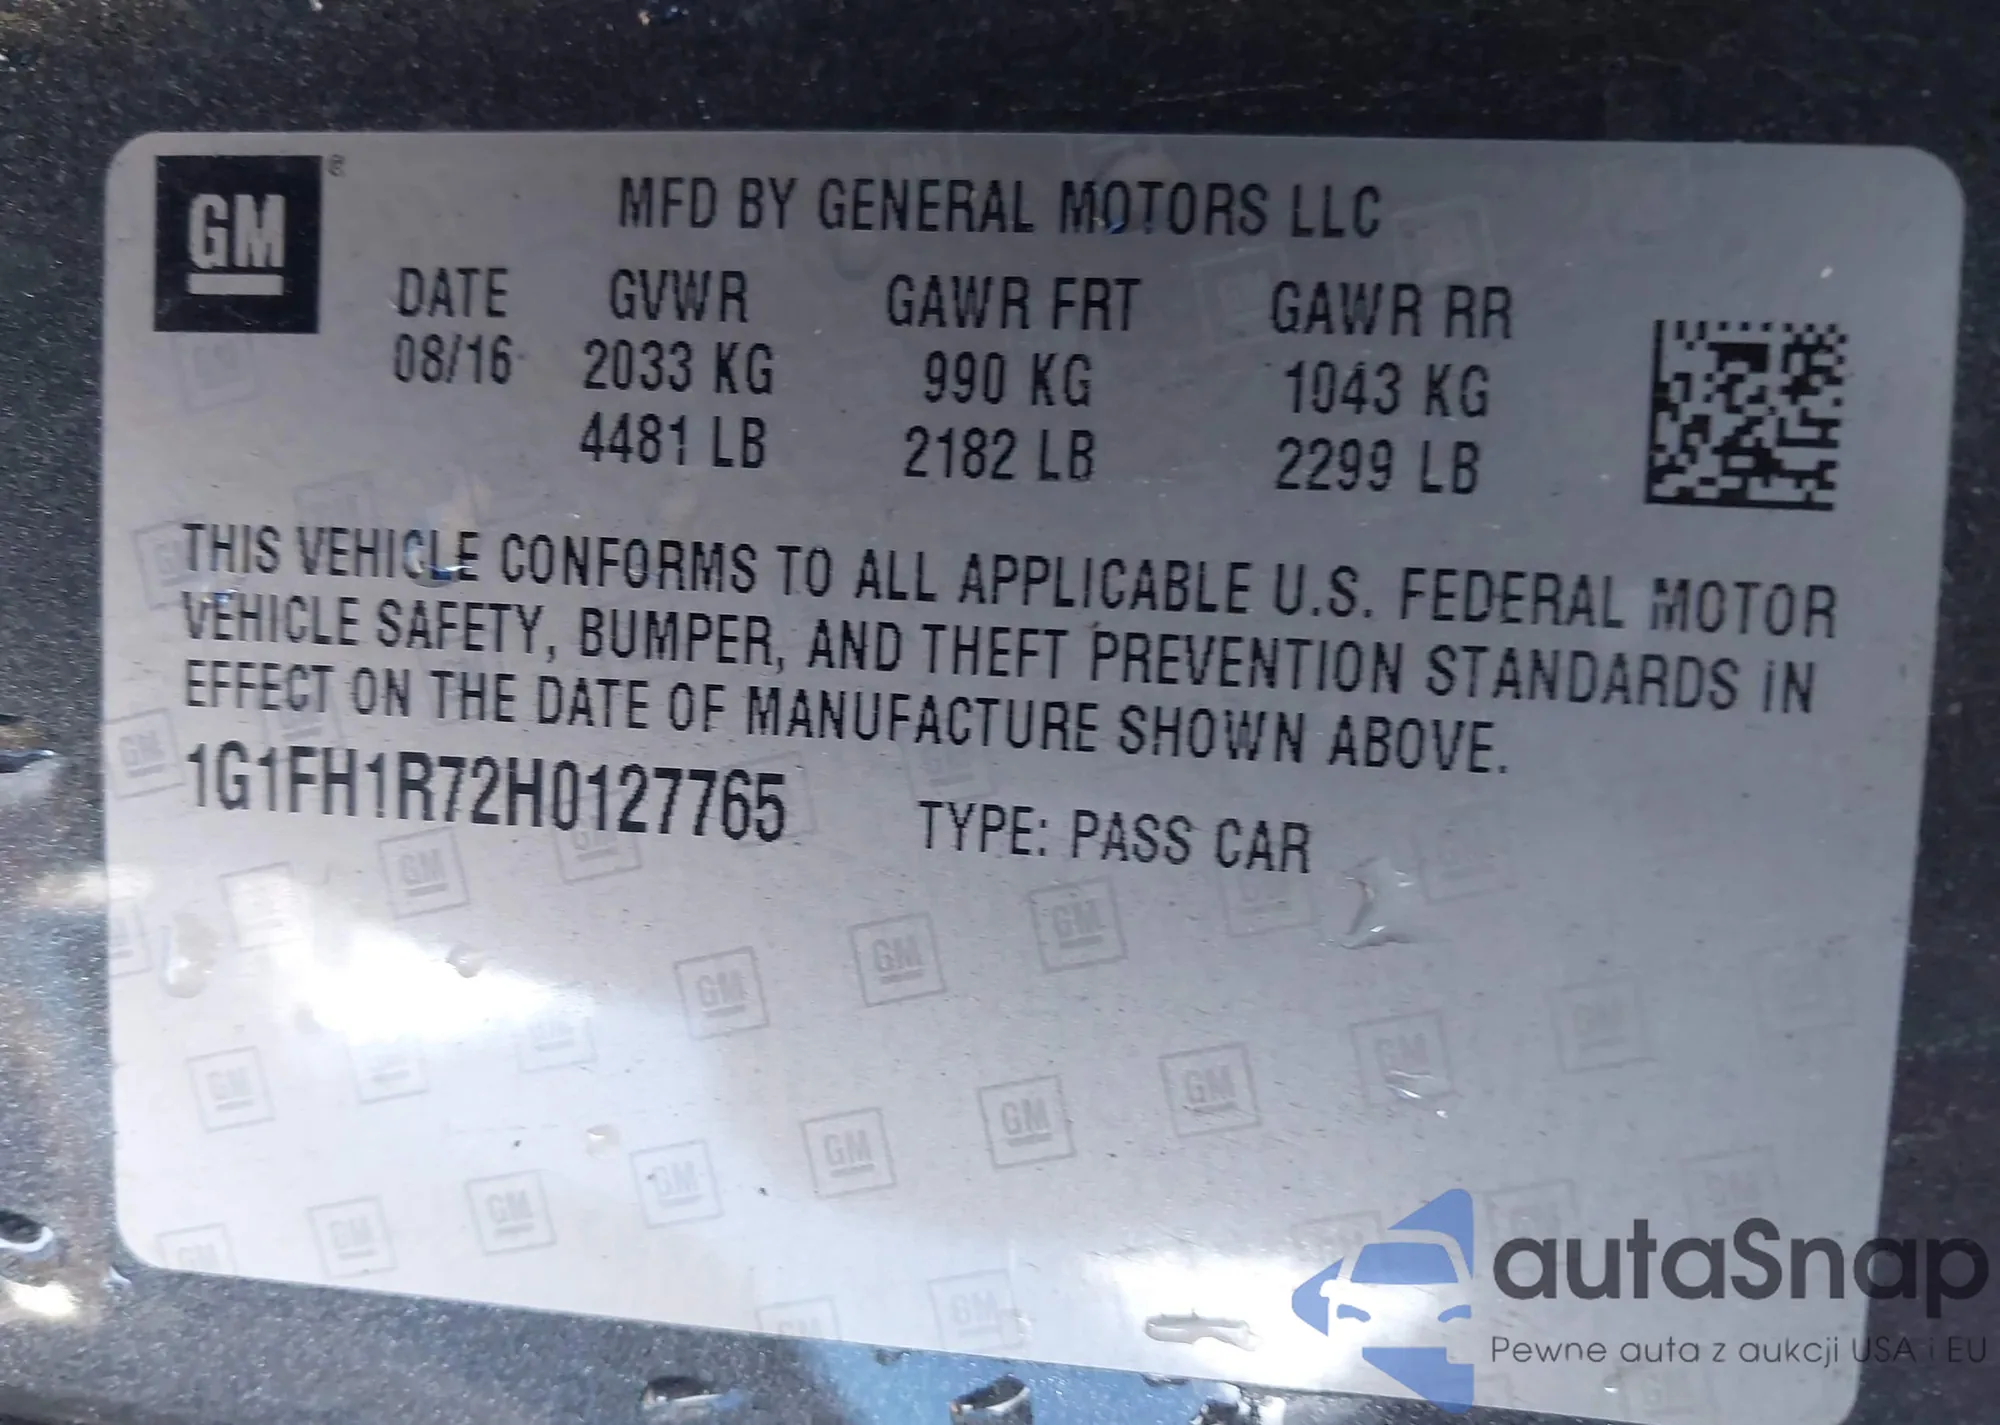 GM
MFD BY GENERAL MOTORS LLC
DATE GVWR GAWR FRT GAWR RR
08/16 2033 KG 990 KG 1043 KG
4481 LB 2182 LB 2299 LB
THIS VEHICLE CONFORMS TO ALL APPLICABLE U.S. FEDERAL MOTOR
VEHICLE SAFETY, BUMPER, AND THEFT PREVENTION STANDARDS IN
EFFECT ON THE DATE OF MANUFACTURE SHOWN ABOVE.
1G1FH1R72H0127765 TYPE: PASS CAR
autaSnap
Pewne auta z aukcji USA i EU